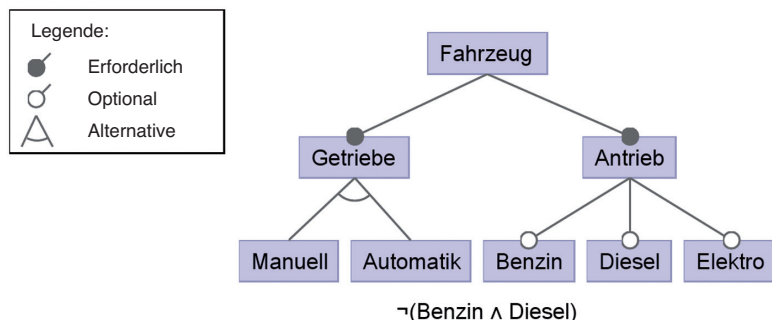 Legende:
Erforderlich
Optional
Alternative
Fahrzeug
Getriebe Antrieb
Manuell Automatik Benzin Diesel Elektro
¬(Benzin ∧ Diesel)